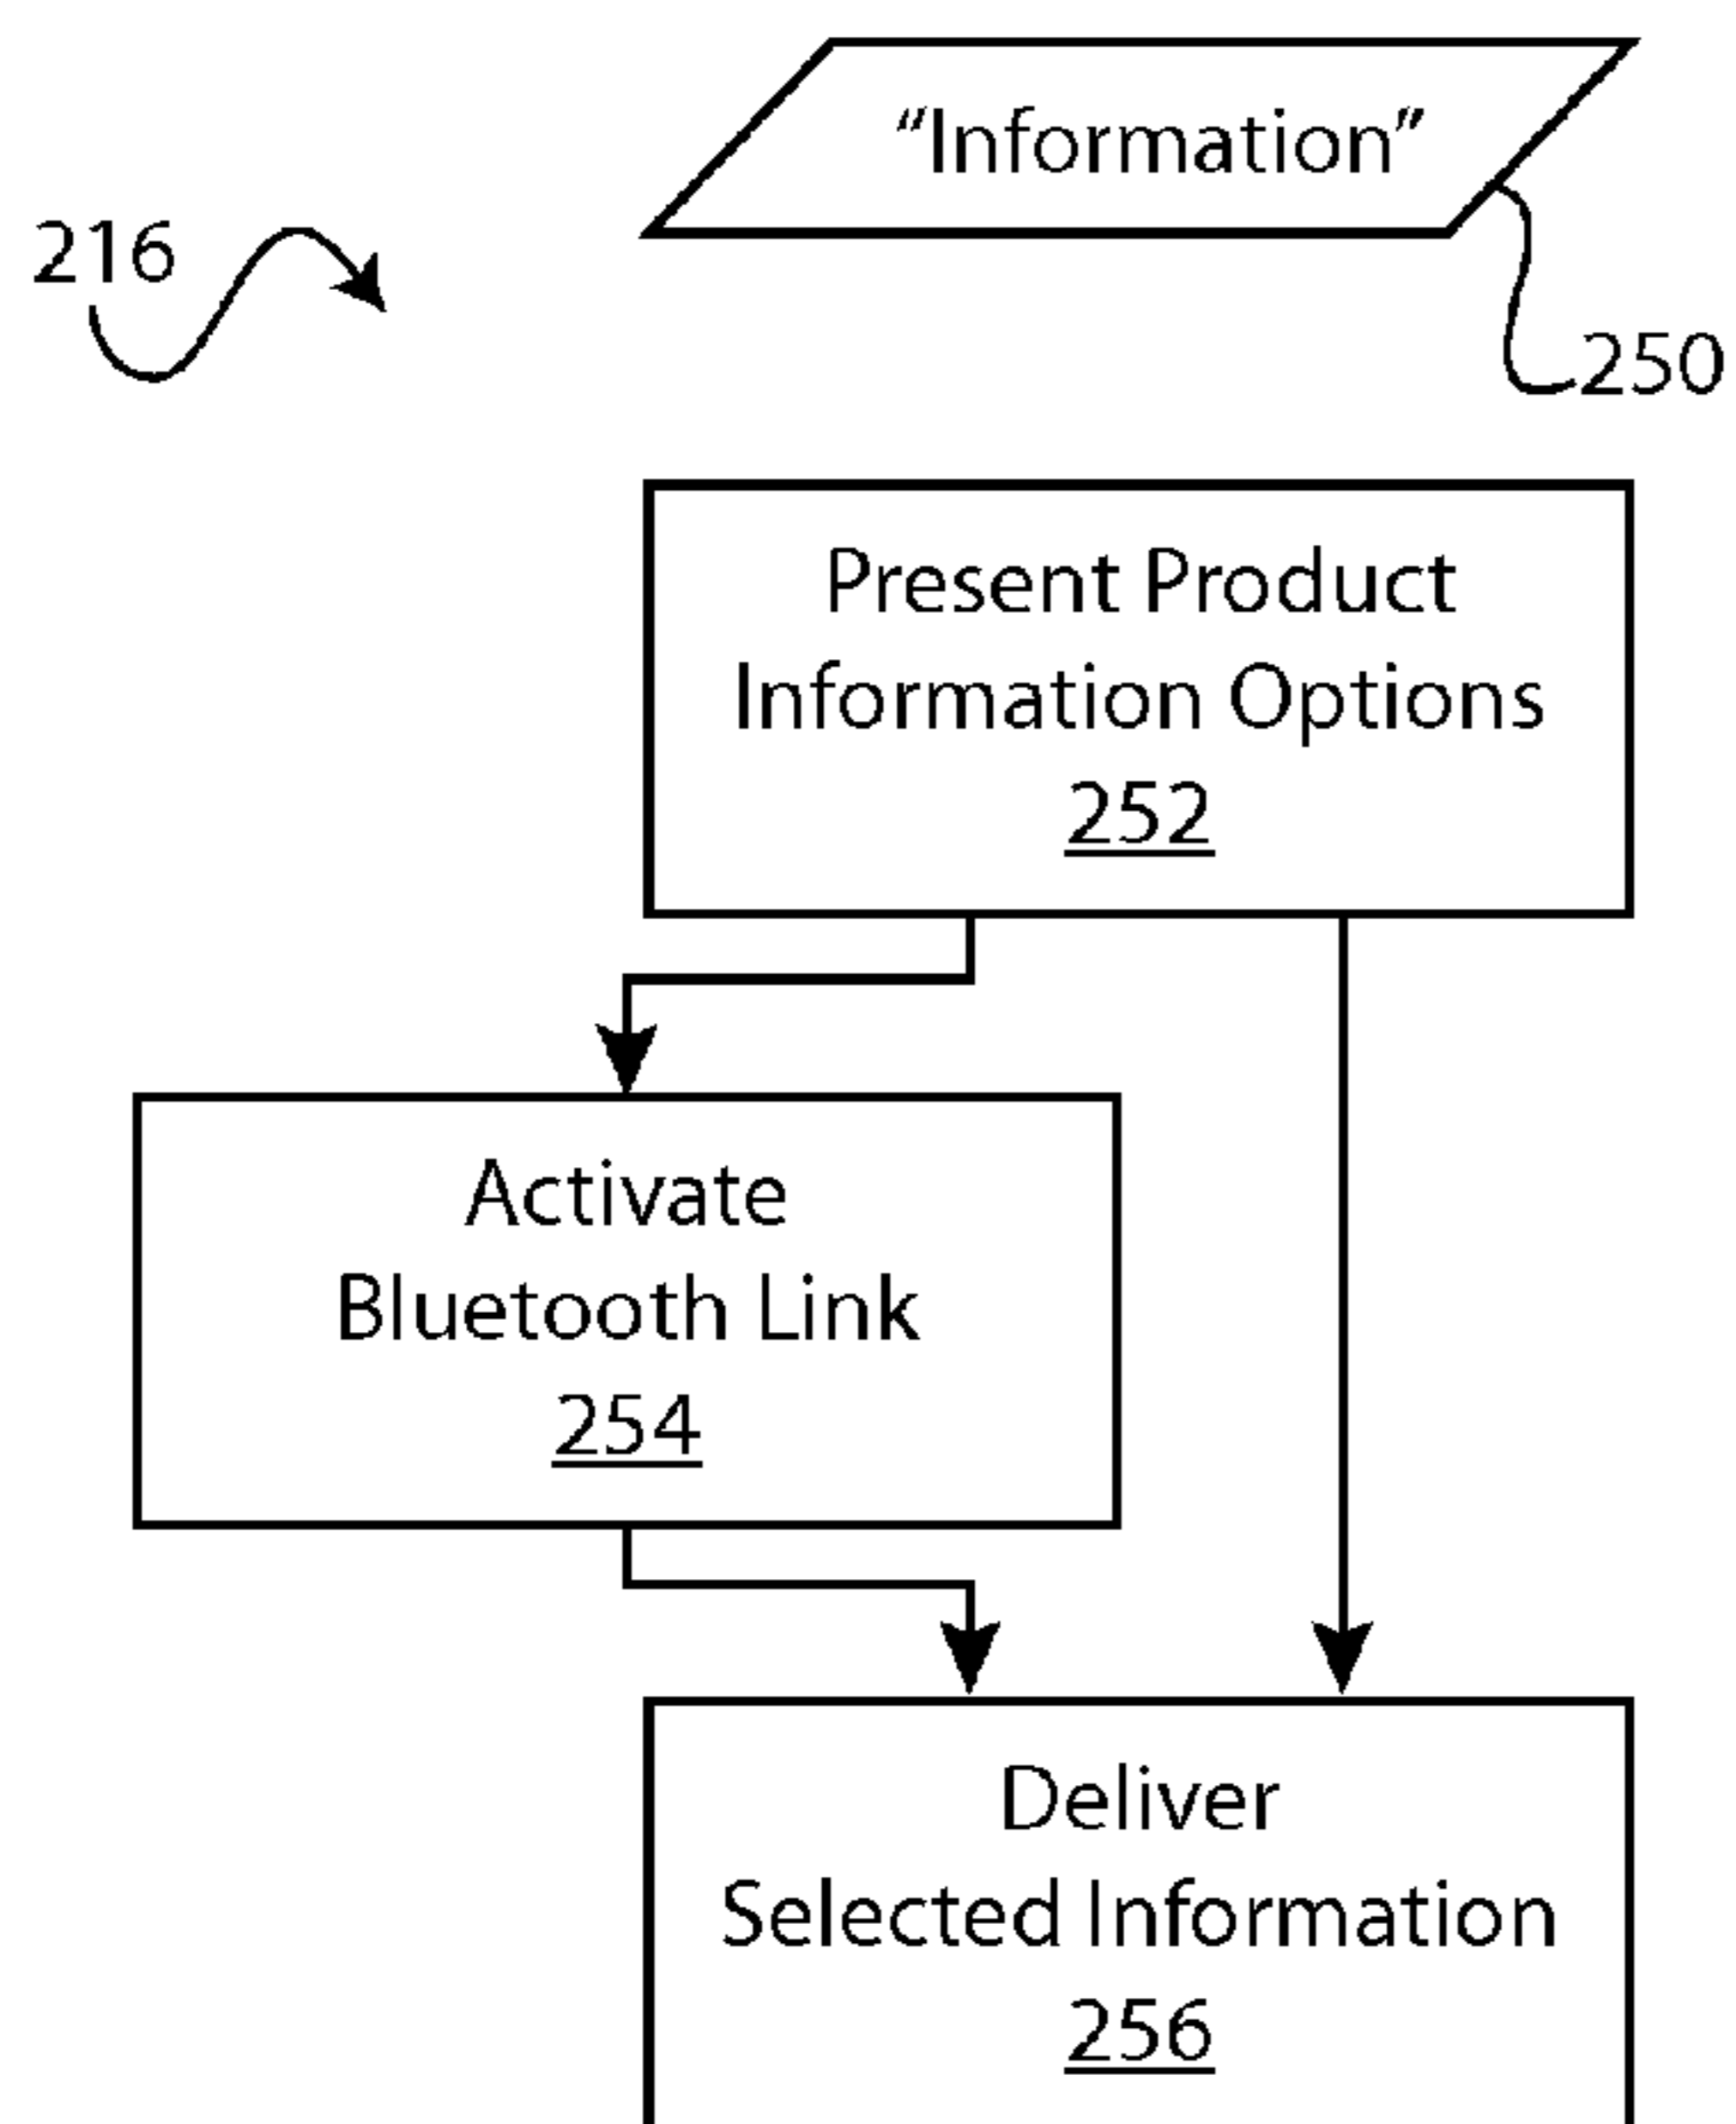 “Information”
216
250
Present Product
Information Options
252
Activate
Bluetooth Link
254
Deliver
Selected Information
256